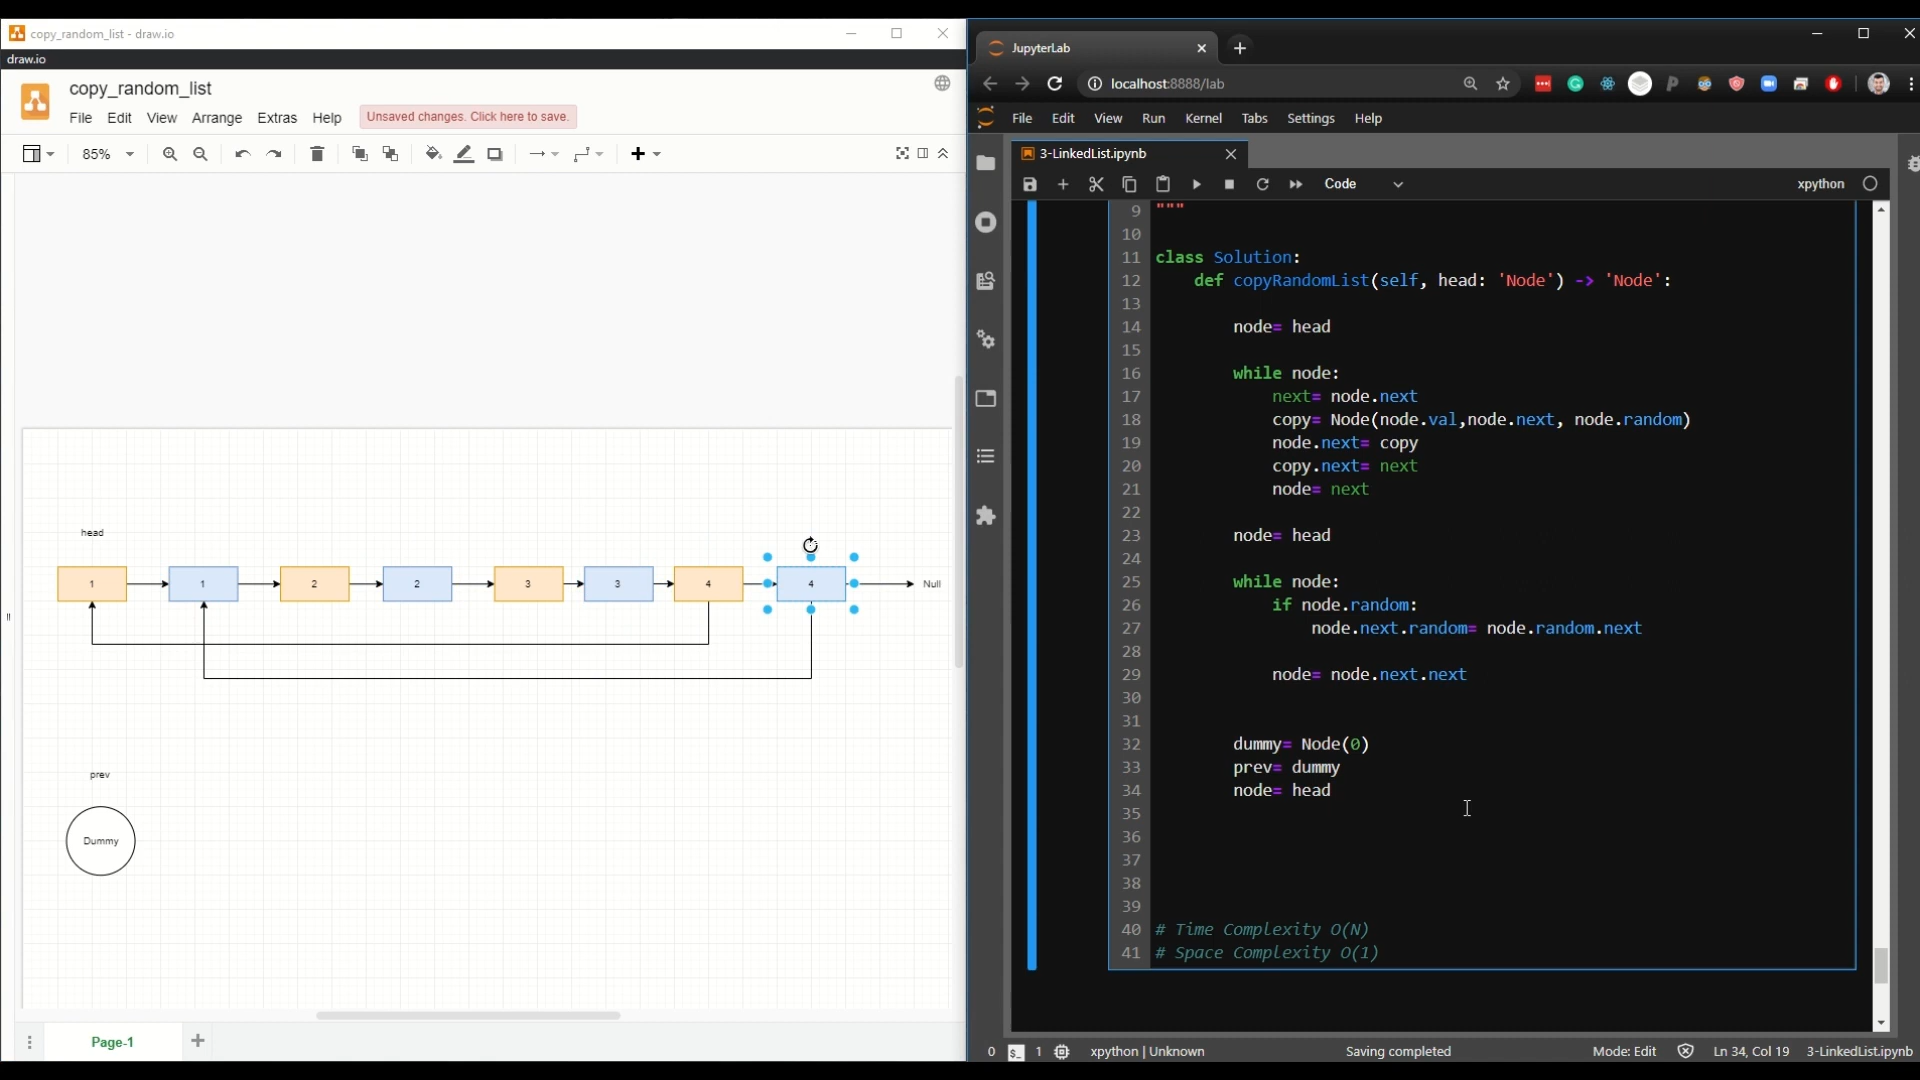 copy_random_list - draw.io
draw.io
copy_random_list
File Edit View Arrange Extras Help Unsaved changes. Click here to save.
85%
head
1 1 2 2 3 3 4 4 Null
prev
Dummy
Page-1
JupyterLab
localhost:8888/lab
File Edit View Run Kernel Tabs Settings Help
3-LinkedList.ipynb
Code xpython
9 """
10
11 class Solution:
12 def copyRandomList(self, head: 'Node') -> 'Node':
13
14 node= head
15
16 while node:
17 next= node.next
18 copy= Node(node.val,node.next, node.random)
19 node.next= copy
20 copy.next= next
21 node= next
22
23 node= head
24
25 while node:
26 if node.random:
27 node.next.random= node.random.next
28
29 node= node.next.next
30
31
32 dummy= Node(0)
33 prev= dummy
34 node= head
35
36
37
38
39
40 # Time Complexity O(N)
41 # Space Complexity O(1)
0 $_ 1 xpython | Unknown Saving completed Mode: Edit Ln 34, Col 19 3-LinkedList.ipynb